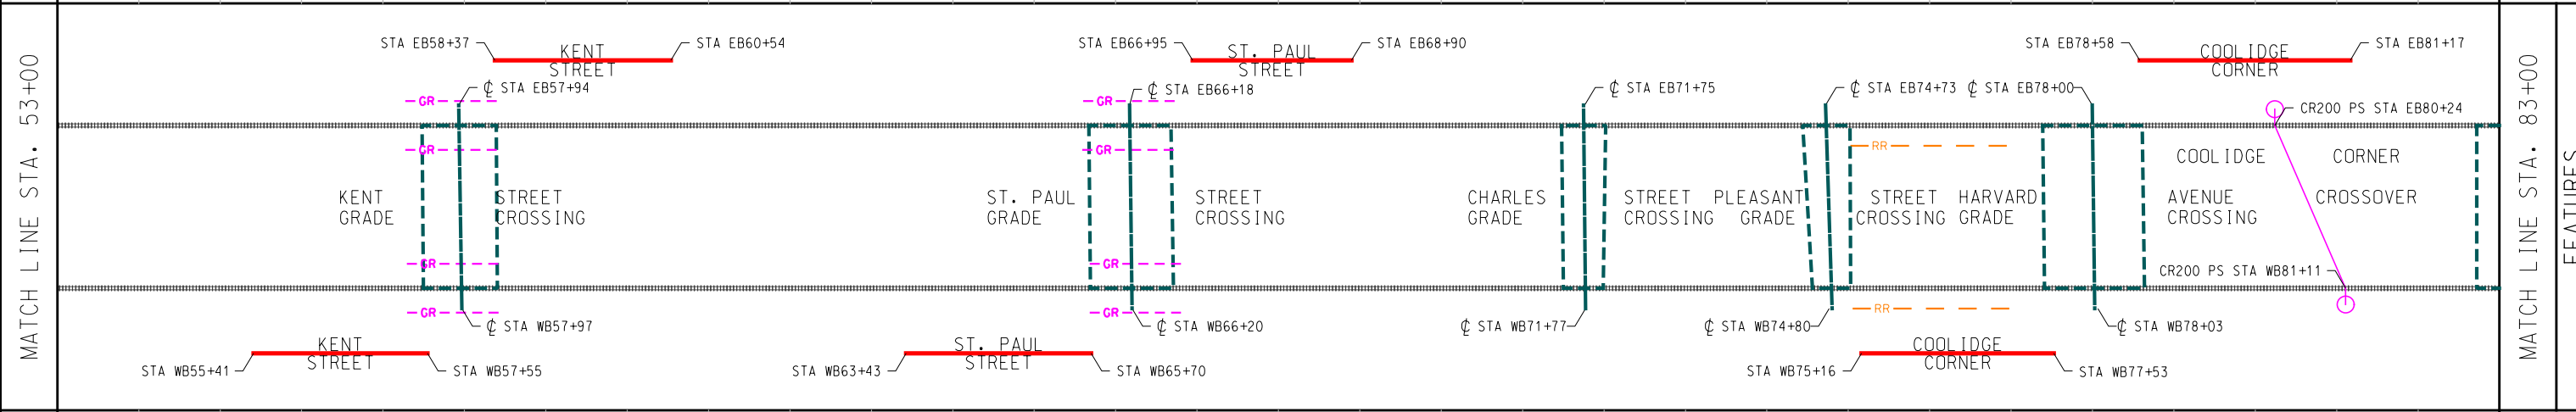 MATCH LINE STA. 53+00
STA EB58+37
KENT
STREET
STA EB60+54
STA EB66+95
ST. PAUL
STREET
STA EB68+90
STA EB78+58
COOLIDGE
CORNER
STA EB81+17
GR
℄ STA EB57+94
GR
℄ STA EB66+18
℄ STA EB71+75
℄ STA EB74+73
℄ STA EB78+00
CR200 PS STA EB80+24
GR
GR
RR
KENT
GRADE
STREET
CROSSING
ST. PAUL
GRADE
STREET
CROSSING
CHARLES
GRADE
STREET
CROSSING
PLEASANT
GRADE
STREET
CROSSING
HARVARD
GRADE
AVENUE
CROSSING
COOLIDGE CORNER
CROSSOVER
GR
GR
CR200 PS STA WB81+11
GR
GR
RR
℄ STA WB57+97
℄ STA WB66+20
℄ STA WB71+77
℄ STA WB74+80
℄ STA WB78+03
STA WB55+41
KENT
STREET
STA WB57+55
STA WB63+43
ST. PAUL
STREET
STA WB65+70
STA WB75+16
COOLIDGE
CORNER
STA WB77+53
MATCH LINE STA. 83+00
FEATURES